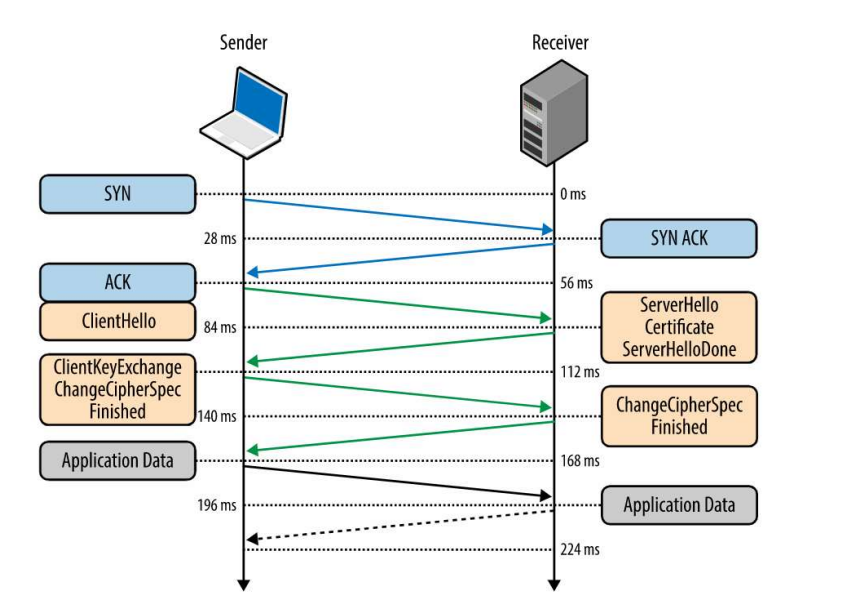 Sender
Receiver
SYN
0 ms
28 ms
SYN ACK
ACK
56 ms
ClientHello
84 ms
ServerHello
Certificate
ServerHelloDone
ClientKeyExchange
ChangeCipherSpec
Finished
112 ms
140 ms
ChangeCipherSpec
Finished
Application Data
168 ms
196 ms
Application Data
224 ms